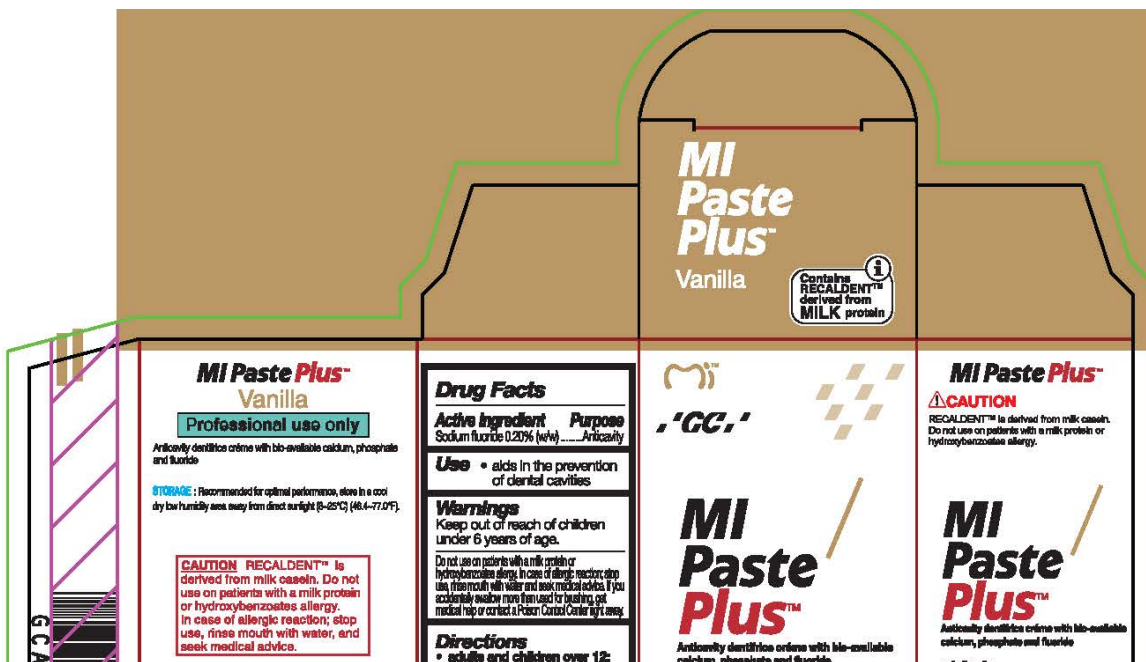 MI
Paste
Plus™
Vanilla
Contains
RECALDENT™
derived from
MILK protein
i
MI Paste Plus™
Vanilla
Professional use only
Anticavity dentifrice crème with bio-available calcium, phosphate
and fluoride
STORAGE : Recommended for optimal performance, store in a cool
dry low humidity area away from direct sunlight (8–25°C) (46.4–77.0°F).
CAUTION RECALDENT™ is
derived from milk casein. Do not
use on patients with a milk protein
or hydroxybenzoates allergy.
In case of allergic reaction; stop
use, rinse mouth with water, and
seek medical advice.
G C A
Drug Facts
Active ingredient Purpose
Sodium fluoride 0.20% (w/w) ......... Anticavity
Use • aids in the prevention
of dental cavities
Warnings
Keep out of reach of children
under 6 years of age.
Do not use on patients with a milk protein or
hydroxybenzoates allergy. In case of allergic reaction; stop
use, rinse mouth with water and seek medical advice. If you
accidentally swallow more than used for brushing, get
medical help or contact a Poison Control Center right away.
Directions
• adults and children over 12:
Mi™
GC
MI
Paste
Plus™
Anticavity dentifrice crème with bio-available
calcium, phosphate and fluoride
MI Paste Plus™
CAUTION
RECALDENT™ is derived from milk casein.
Do not use on patients with a milk protein or
hydroxybenzoates allergy.
MI
Paste
Plus™
Anticavity dentifrice crème with bio-available
calcium, phosphate and fluoride